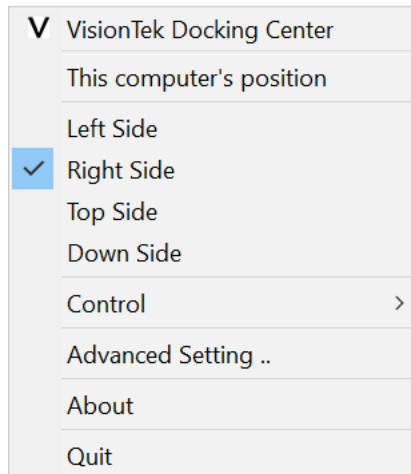 V VisionTek Docking Center
This computer's position
Left Side
Right Side
Top Side
Down Side
Control
Advanced Setting ..
About
Quit